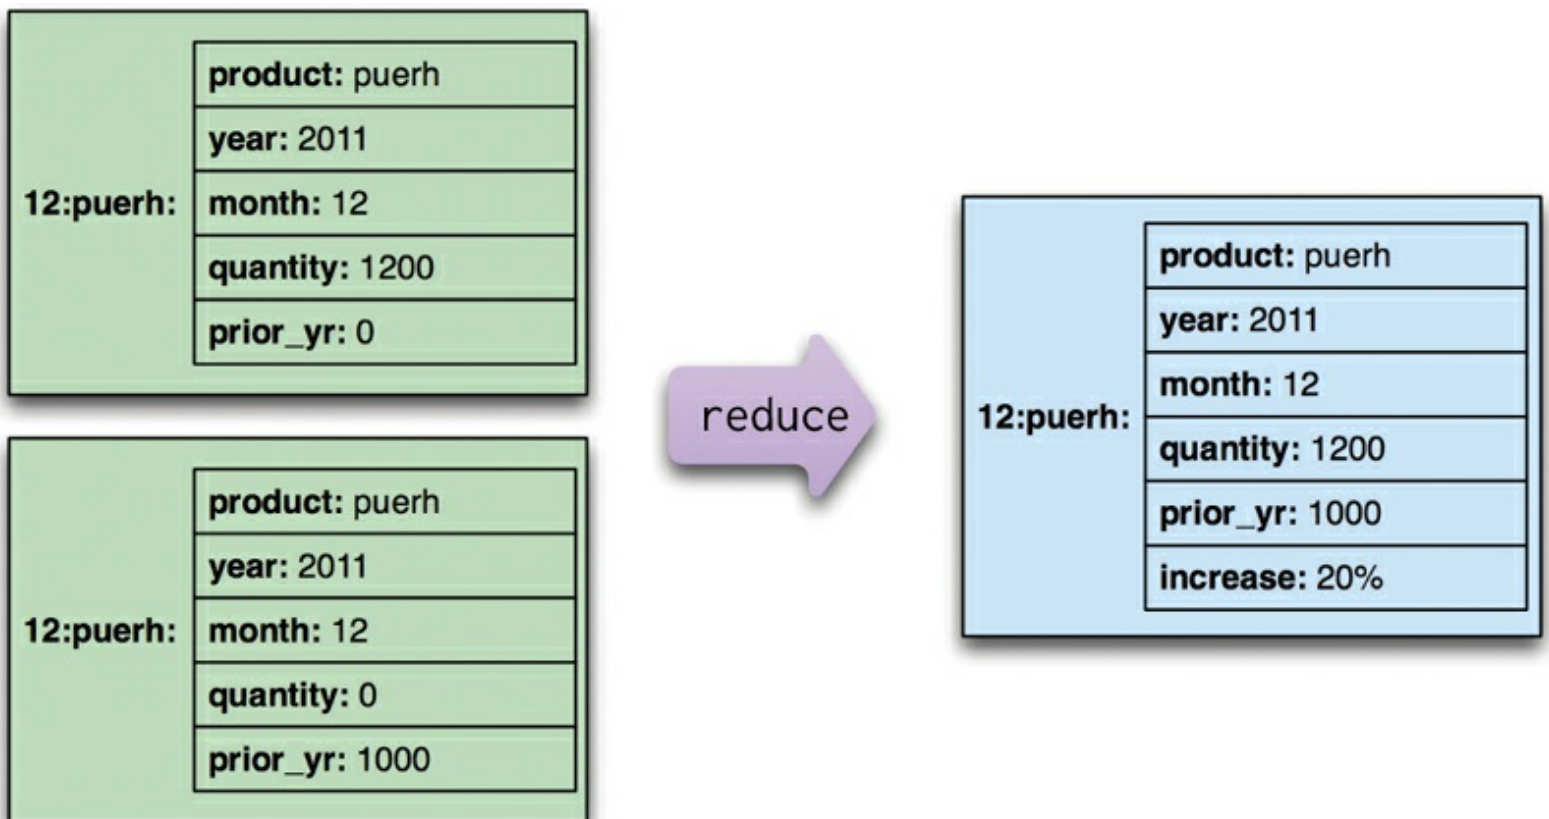 12:puerh:
product: puerh
year: 2011
month: 12
quantity: 1200
prior_yr: 0
12:puerh:
product: puerh
year: 2011
month: 12
quantity: 0
prior_yr: 1000
reduce
12:puerh:
product: puerh
year: 2011
month: 12
quantity: 1200
prior_yr: 1000
increase: 20%